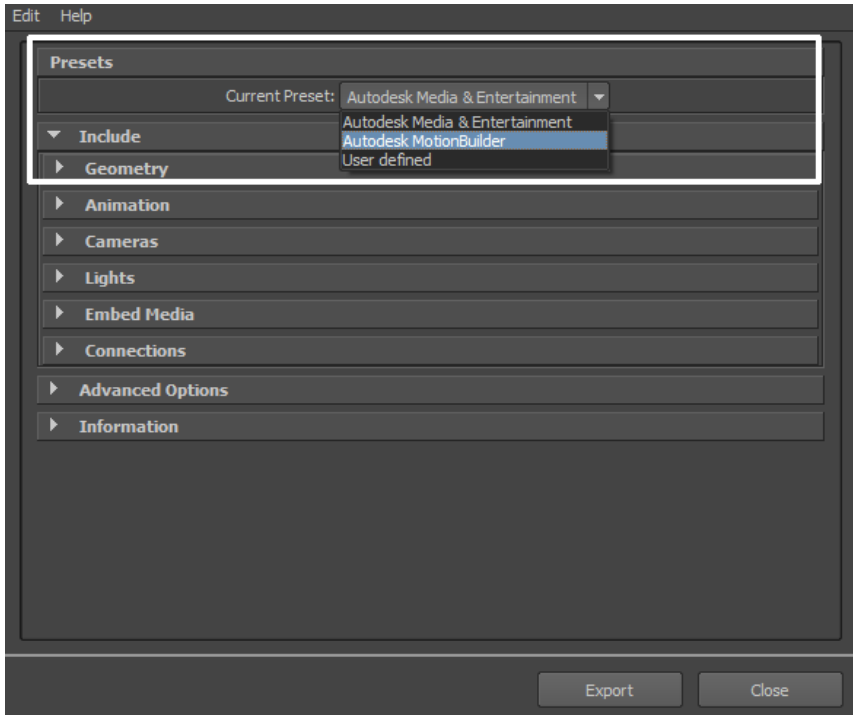 Edit Help
Presets
Current Preset: Autodesk Media & Entertainment
Autodesk Media & Entertainment
Include
Autodesk MotionBuilder
User defined
Geometry
Animation
Cameras
Lights
Embed Media
Connections
Advanced Options
Information
Export Close